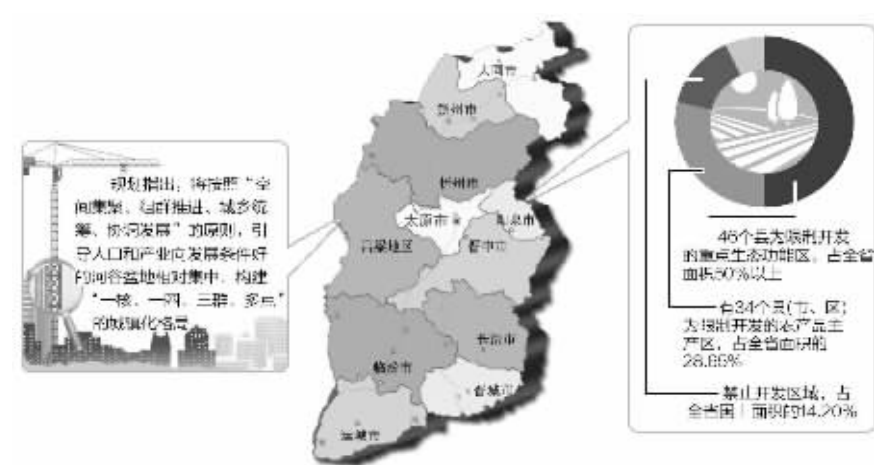 规划指出：将按照“空
间集聚、组群推进、城乡统
筹、协调发展”的原则，引
导人口和产业向发展条件好
的河谷盆地相对集中，构建
“一核、一圈、三群、多点”
的城镇化格局
大同市
朔州市
忻州市
太原市
阳泉市
吕梁地区
晋中市
长治市
临汾市
晋城市
运城市
46个县为限制开发
的重点生态功能区，占全省
面积50%以上
有34个县(市、区)
为限制开发的农产品主
产区，占全省面积的
禁止开发区域，占
全省国土面积的14.20%